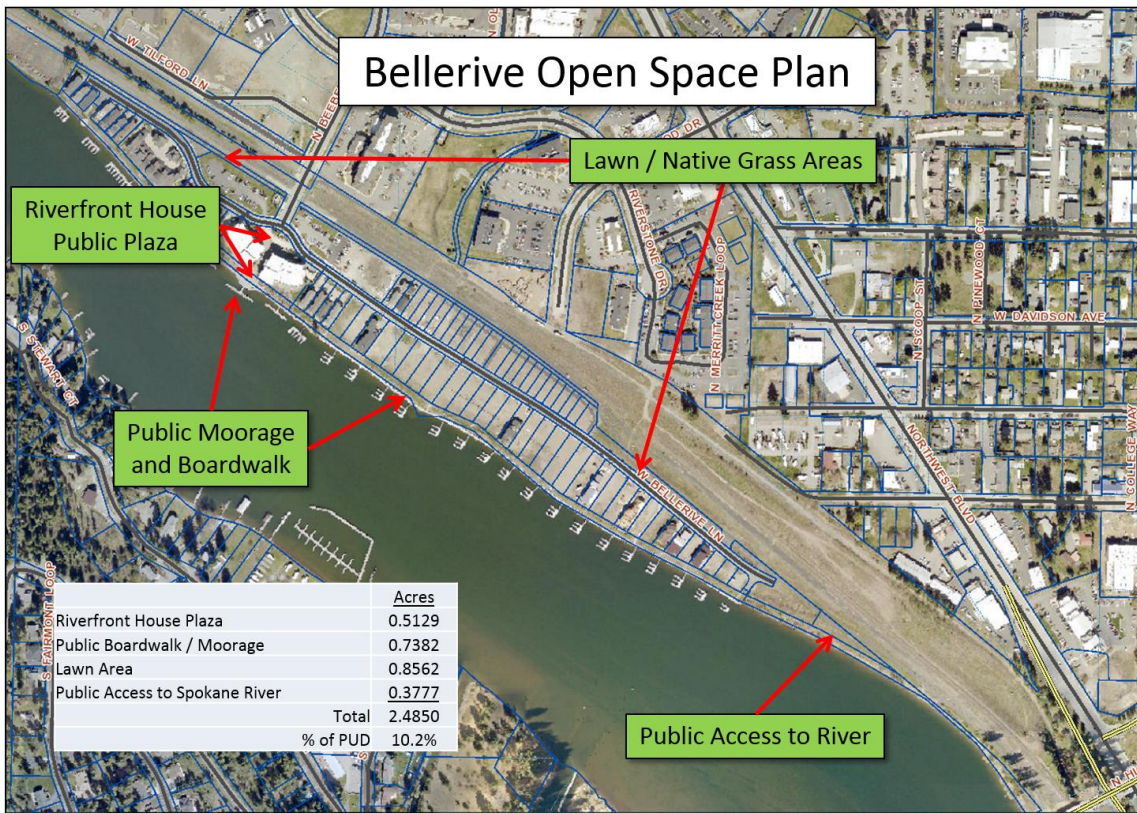 Bellerive Open Space Plan
W TILFORD LN
N BEEBE
N OL
OD DR
Lawn / Native Grass Areas
Riverfront House
Public Plaza
RIVERSTONE DR
N MERRITT CREEK LOOP
N PINEWOOD CT
N SCOOP ST
W DAVIDSON AVE
S STEWART CT
Public Moorage
and Boardwalk
NORTHWEST BLVD
N COLLEGE WAY
N BELLERIVE LN
S FAIRMONT LOOP
Acres
Riverfront House Plaza 0.5129
Public Boardwalk / Moorage 0.7382
Lawn Area 0.8562
Public Access to Spokane River 0.3777
Total 2.4850
% of PUD 10.2%
S
Public Access to River